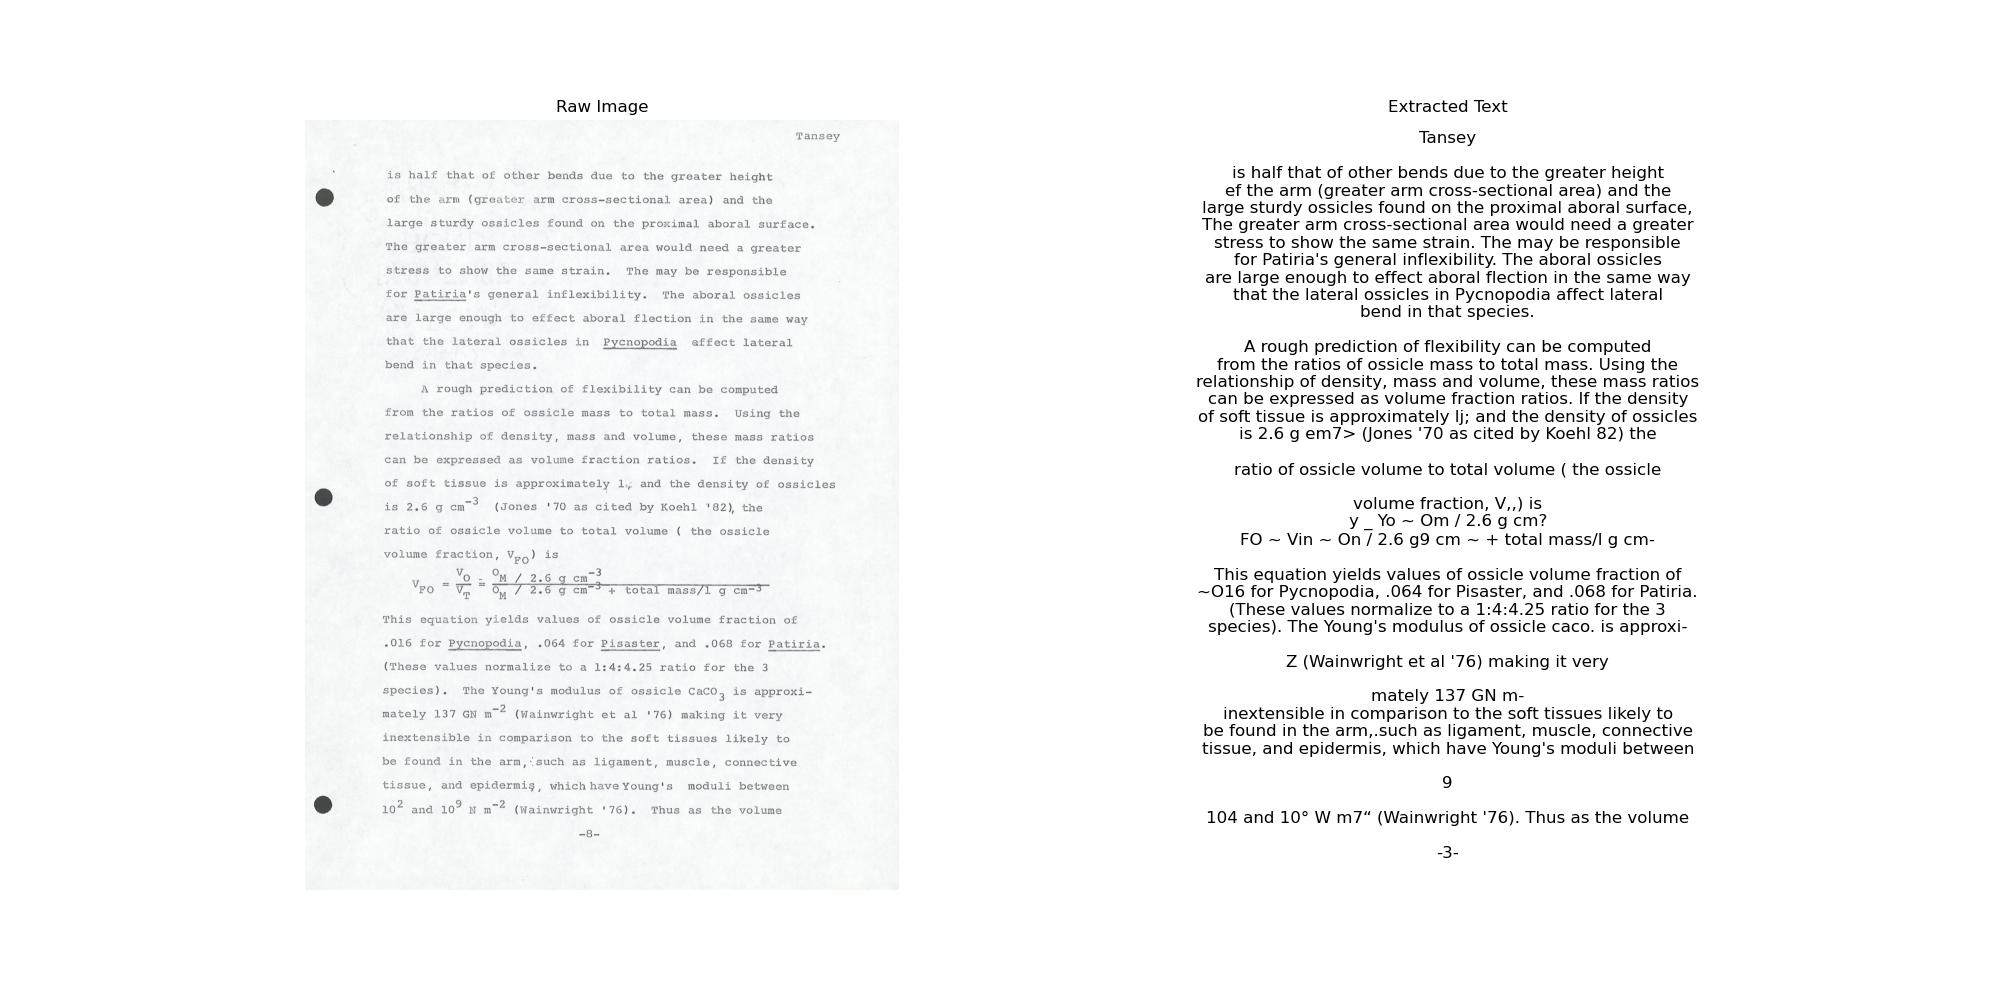 Raw Image
Tansey
is half that of other bends due to the greater height
of the arm (greater arm cross-sectional area) and the
large sturdy ossicles found on the proximal aboral surface.
The greater arm cross-sectional area would need a greater
stress to show the same strain.  The may be responsible
for Patiria's general inflexibility.  The aboral ossicles
are large enough to effect aboral flection in the same way
that the lateral ossicles in Pycnopodia affect lateral
bend in that species.
A rough prediction of flexibility can be computed
from the ratios of ossicle mass to total mass.  Using the
relationship of density, mass and volume, these mass ratios
can be expressed as volume fraction ratios.  If the density
of soft tissue is approximately 1, and the density of ossicles
is 2.6 g cm⁻³ (Jones '70 as cited by Koehl '82), the
ratio of ossicle volume to total volume ( the ossicle
volume fraction, V_FO) is
V_FO = V_O / V_T = O_M / 2.6 g cm⁻³
O_M / 2.6 g cm⁻³ + total mass/1 g cm⁻³
This equation yields values of ossicle volume fraction of
.016 for Pycnopodia, .064 for Pisaster, and .068 for Patiria.
(These values normalize to a 1:4:4.25 ratio for the 3
species).  The Young's modulus of ossicle CaCO₃ is approxi-
mately 137 GN m⁻² (Wainwright et al '76) making it very
inextensible in comparison to the soft tissues likely to
be found in the arm, such as ligament, muscle, connective
tissue, and epidermis, which have Young's moduli between
10² and 10⁹ N m⁻² (Wainwright '76).  Thus as the volume
-8-
Extracted Text
Tansey
is half that of other bends due to the greater height
ef the arm (greater arm cross-sectional area) and the
large sturdy ossicles found on the proximal aboral surface,
The greater arm cross-sectional area would need a greater
stress to show the same strain. The may be responsible
for Patiria's general inflexibility. The aboral ossicles
are large enough to effect aboral flection in the same way
that the lateral ossicles in Pycnopodia affect lateral
bend in that species.
A rough prediction of flexibility can be computed
from the ratios of ossicle mass to total mass. Using the
relationship of density, mass and volume, these mass ratios
can be expressed as volume fraction ratios. If the density
of soft tissue is approximately lj; and the density of ossicles
is 2.6 g em7> (Jones '70 as cited by Koehl 82) the
ratio of ossicle volume to total volume ( the ossicle
volume fraction, V,,) is
y _ Yo ~ Om / 2.6 g cm?
FO ~ Vin ~ On / 2.6 g9 cm ~ + total mass/l g cm-
This equation yields values of ossicle volume fraction of
~O16 for Pycnopodia, .064 for Pisaster, and .068 for Patiria.
(These values normalize to a 1:4:4.25 ratio for the 3
species). The Young's modulus of ossicle caco. is approxi-
Z (Wainwright et al '76) making it very
mately 137 GN m-
inextensible in comparison to the soft tissues likely to
be found in the arm,.such as ligament, muscle, connective
tissue, and epidermis, which have Young's moduli between
9
104 and 10° W m7“ (Wainwright '76). Thus as the volume
-3-